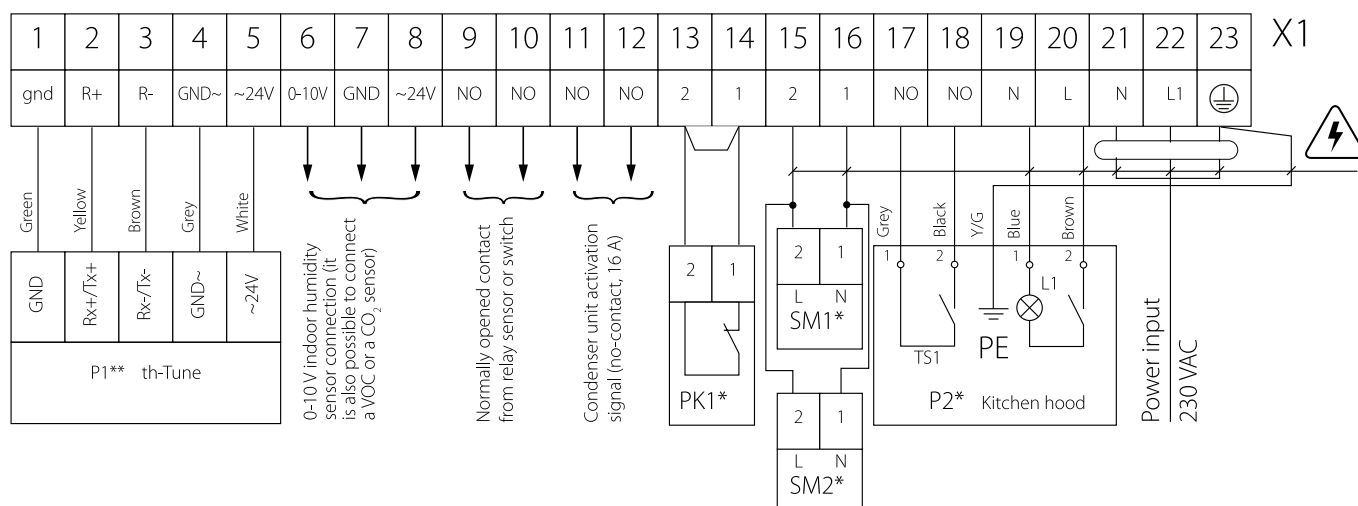 1 2 3 4 5 6 7 8 9 10 11 12 13 14 15 16 17 18 19 20 21 22 23 X1
gnd R+ R- GND~ ~24V 0-10V GND ~24V NO NO NO NO 2 1 2 1 NO NO N L N L1
Green
Yellow
Brown
Grey
White
GND
Rx+/Tx+
Rx-/Tx-
GND~
~24V
P1** th-Tune
0-10 V indoor humidity
sensor connection (it
is also possible to connect
a VOC or a CO₂ sensor)
Normally opened contact
from relay sensor or switch
Condenser unit activation
signal (no-contact, 16 A)
2 1
PK1*
2 1
L N
SM1*
2 1
L N
SM2*
Grey
Black
Y/G
Blue
Brown
1 2 1 2
L1
TS1
PE
P2* Kitchen hood
Power input
230 VAC